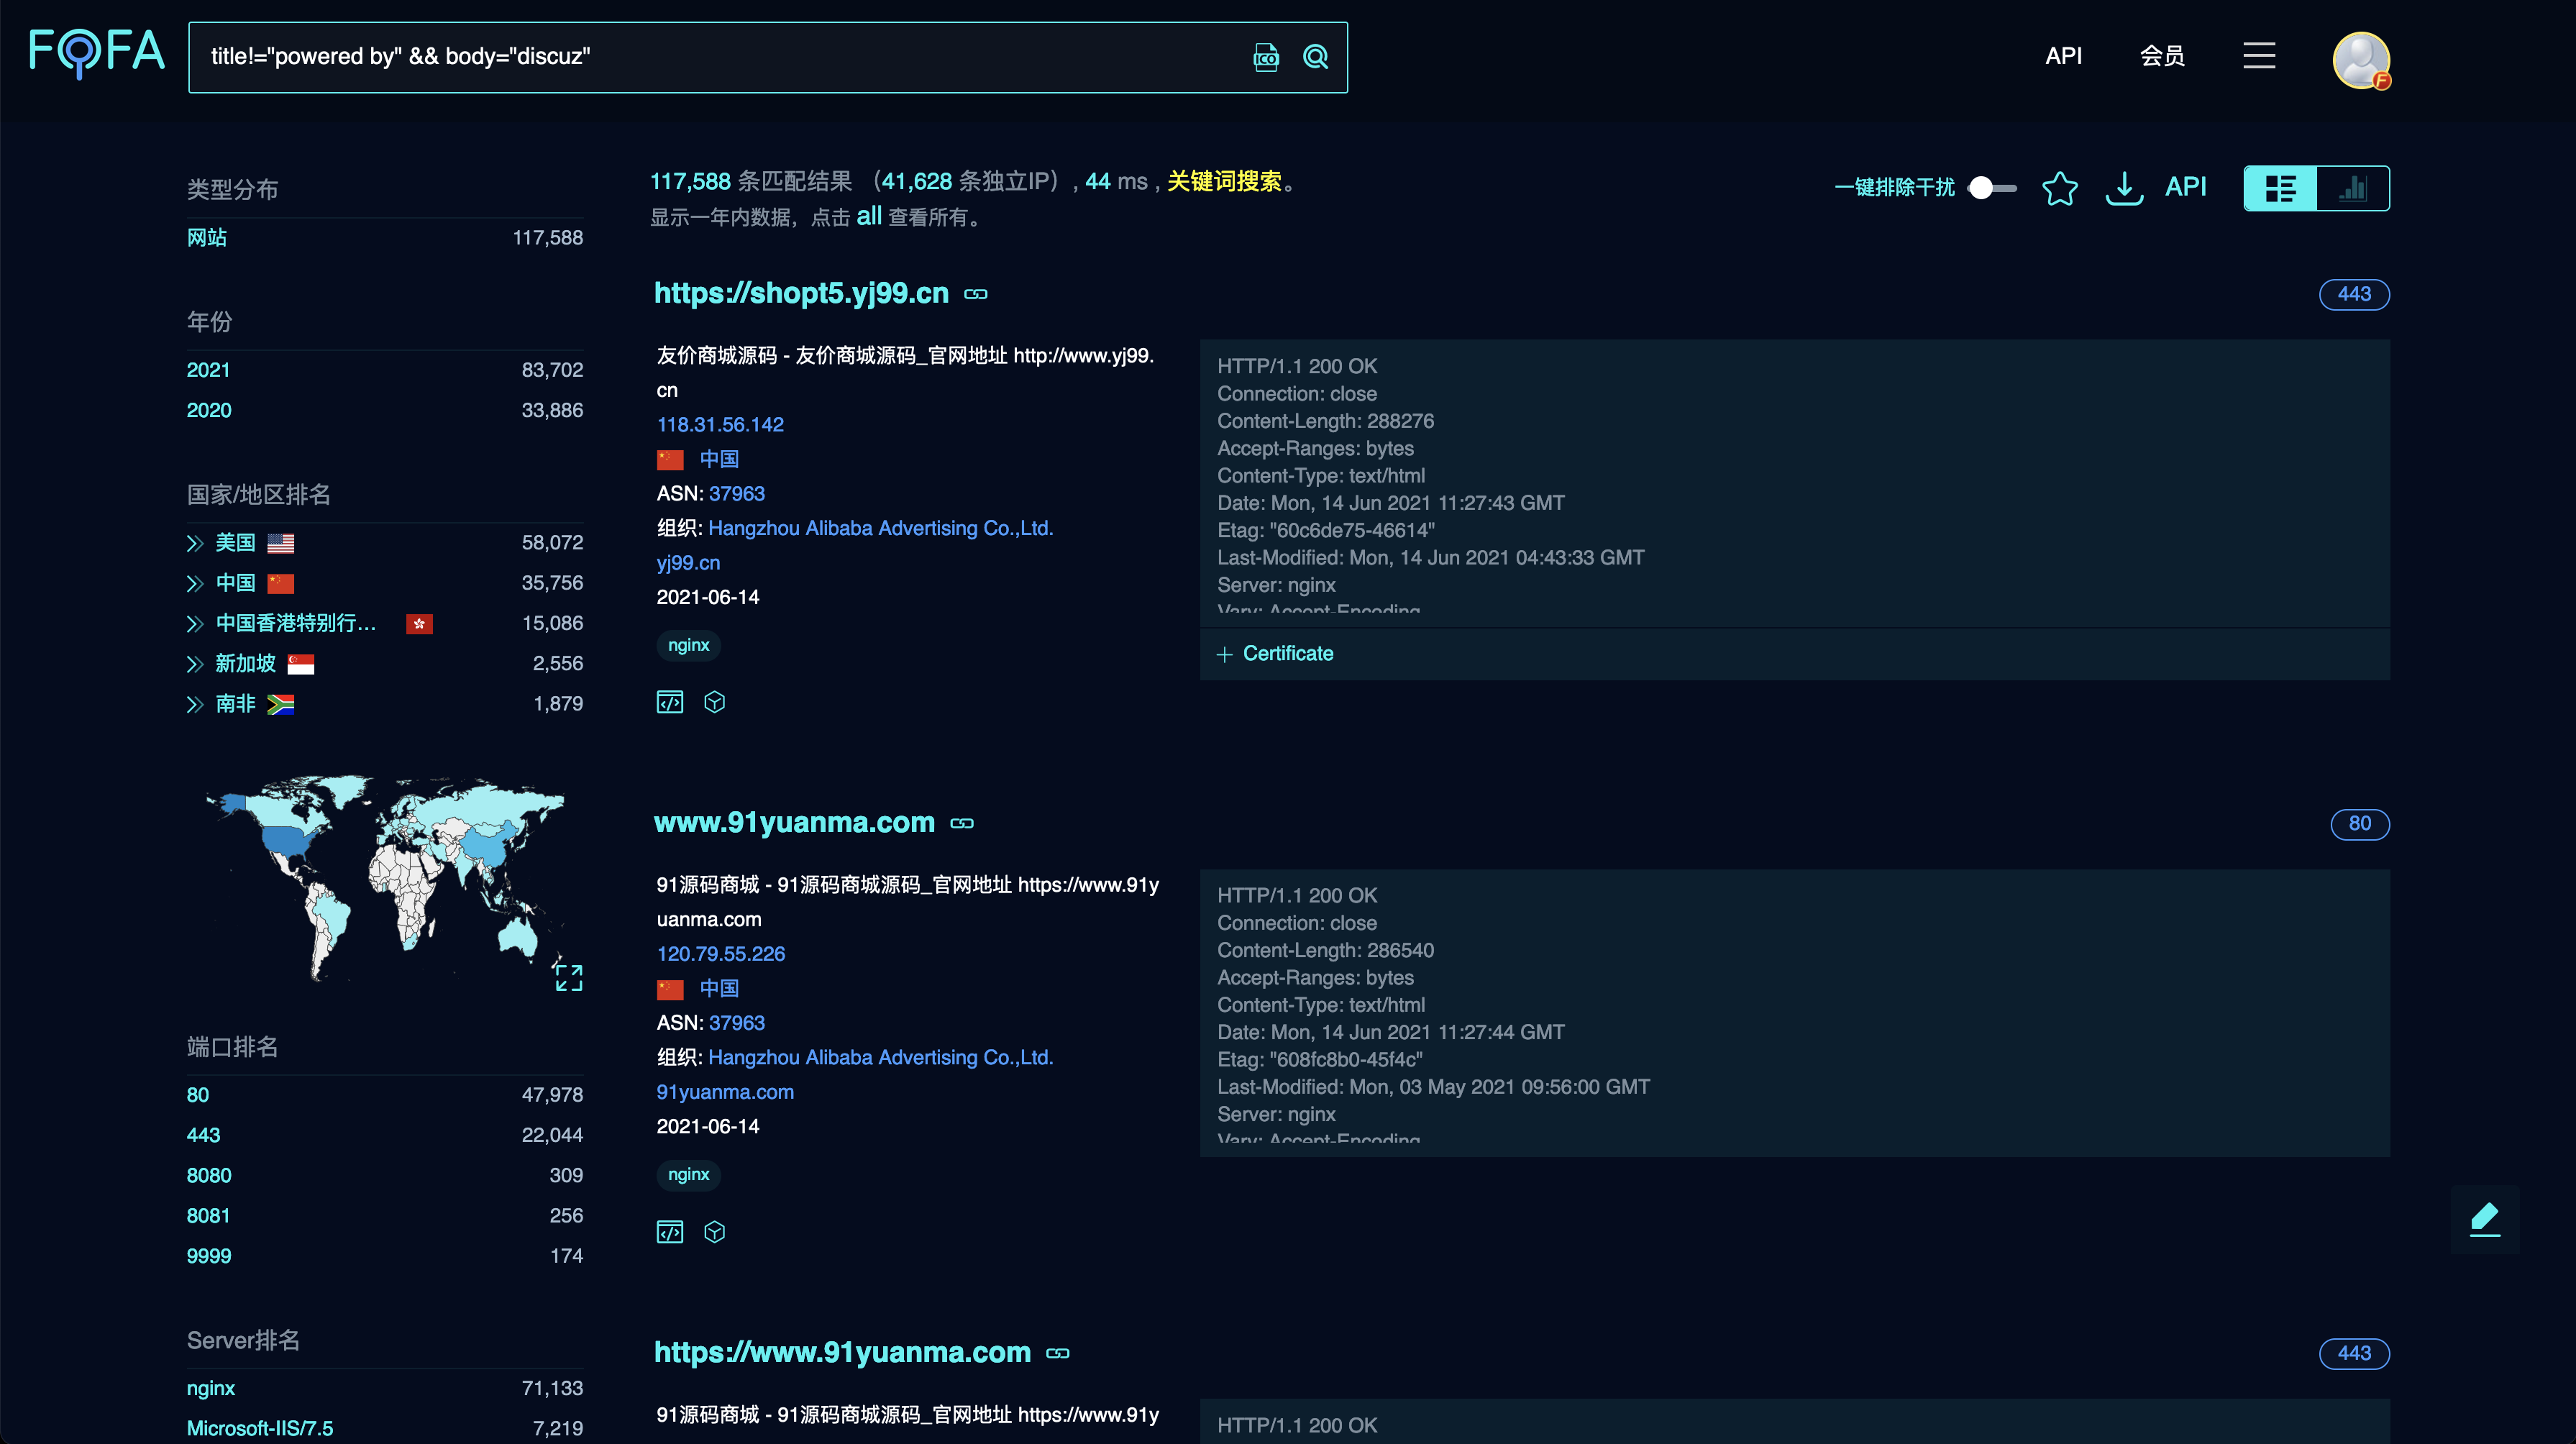 FOFA
title!="powered by" && body="discuz"
ICO
API
会员
F
类型分布
网站 117,588
年份
2021 83,702
2020 33,886
国家/地区排名
美国 58,072
中国 35,756
中国香港特别行... 15,086
新加坡 2,556
南非 1,879
端口排名
80 47,978
443 22,044
8080 309
8081 256
9999 174
Server排名
nginx 71,133
Microsoft-IIS/7.5 7,219
117,588 条匹配结果 （41,628 条独立IP）, 44 ms , 关键词搜索。
显示一年内数据，点击 all 查看所有。
一键排除干扰
API
https://shopt5.yj99.cn
443
友价商城源码 - 友价商城源码_官网地址 http://www.yj99.
cn
118.31.56.142
中国
ASN: 37963
组织: Hangzhou Alibaba Advertising Co.,Ltd.
yj99.cn
2021-06-14
nginx
HTTP/1.1 200 OK
Connection: close
Content-Length: 288276
Accept-Ranges: bytes
Content-Type: text/html
Date: Mon, 14 Jun 2021 11:27:43 GMT
Etag: "60c6de75-46614"
Last-Modified: Mon, 14 Jun 2021 04:43:33 GMT
Server: nginx
Vary: Accept-Encoding
Certificate
www.91yuanma.com
80
91源码商城 - 91源码商城源码_官网地址 https://www.91y
uanma.com
120.79.55.226
中国
ASN: 37963
组织: Hangzhou Alibaba Advertising Co.,Ltd.
91yuanma.com
2021-06-14
nginx
HTTP/1.1 200 OK
Connection: close
Content-Length: 286540
Accept-Ranges: bytes
Content-Type: text/html
Date: Mon, 14 Jun 2021 11:27:44 GMT
Etag: "608fc8b0-45f4c"
Last-Modified: Mon, 03 May 2021 09:56:00 GMT
Server: nginx
Vary: Accept-Encoding
https://www.91yuanma.com
443
91源码商城 - 91源码商城源码_官网地址 https://www.91y
HTTP/1.1 200 OK